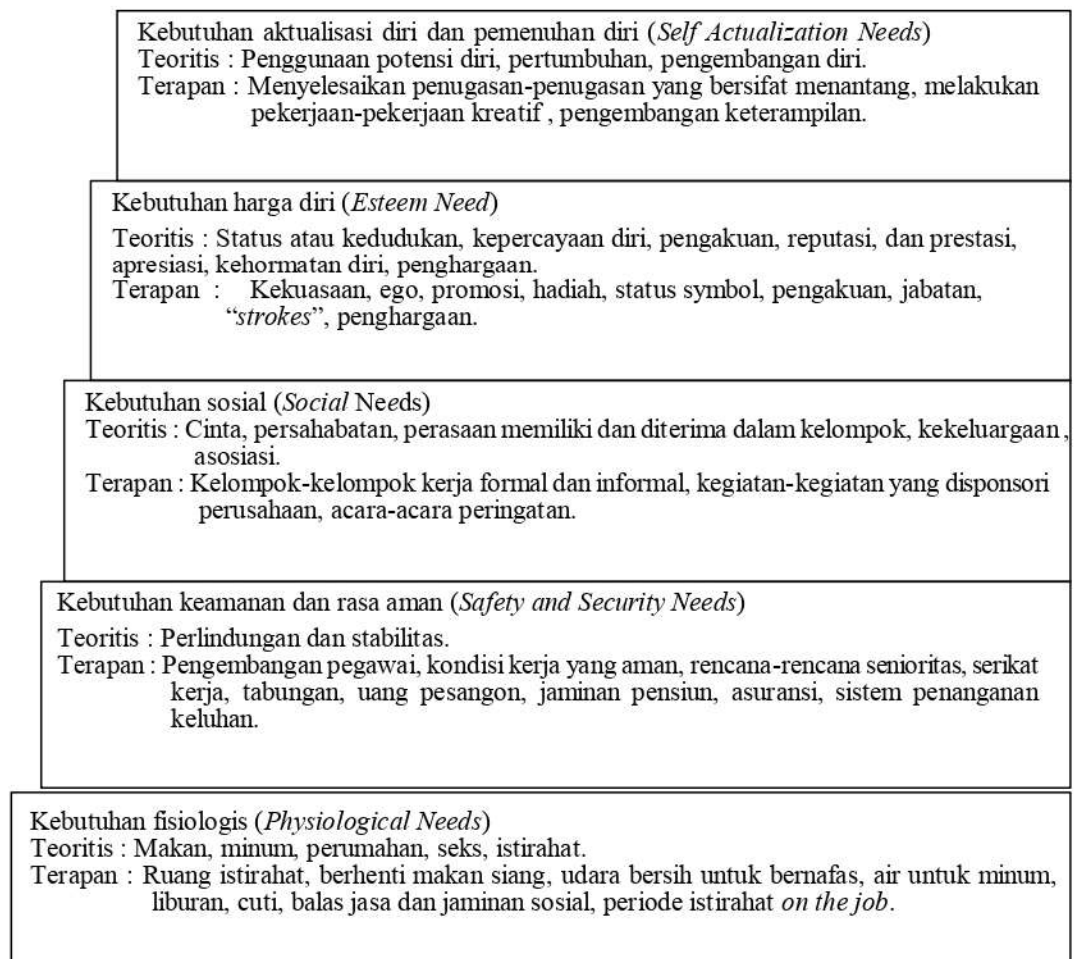 Kebutuhan aktualisasi diri dan pemenuhan diri (Self Actualization Needs)
Teoritis : Penggunaan potensi diri, pertumbuhan, pengembangan diri.
Terapan : Menyelesaikan penugasan-penugasan yang bersifat menantang, melakukan
pekerjaan-pekerjaan kreatif , pengembangan keterampilan.
Kebutuhan harga diri (Esteem Need)
Teoritis : Status atau kedudukan, kepercayaan diri, pengakuan, reputasi, dan prestasi,
apresiasi, kehormatan diri, penghargaan.
Terapan : Kekuasaan, ego, promosi, hadiah, status symbol, pengakuan, jabatan,
“strokes”, penghargaan.
Kebutuhan sosial (Social Needs)
Teoritis : Cinta, persahabatan, perasaan memiliki dan diterima dalam kelompok, kekeluargaan ,
asosiasi.
Terapan : Kelompok-kelompok kerja formal dan informal, kegiatan-kegiatan yang disponsori
perusahaan, acara-acara peringatan.
Kebutuhan keamanan dan rasa aman (Safety and Security Needs)
Teoritis : Perlindungan dan stabilitas.
Terapan : Pengembangan pegawai, kondisi kerja yang aman, rencana-rencana senioritas, serikat
kerja, tabungan, uang pesangon, jaminan pensiun, asuransi, sistem penanganan
keluhan.
Kebutuhan fisiologis (Physiological Needs)
Teoritis : Makan, minum, perumahan, seks, istirahat.
Terapan : Ruang istirahat, berhenti makan siang, udara bersih untuk bernafas, air untuk minum,
liburan, cuti, balas jasa dan jaminan sosial, periode istirahat on the job.